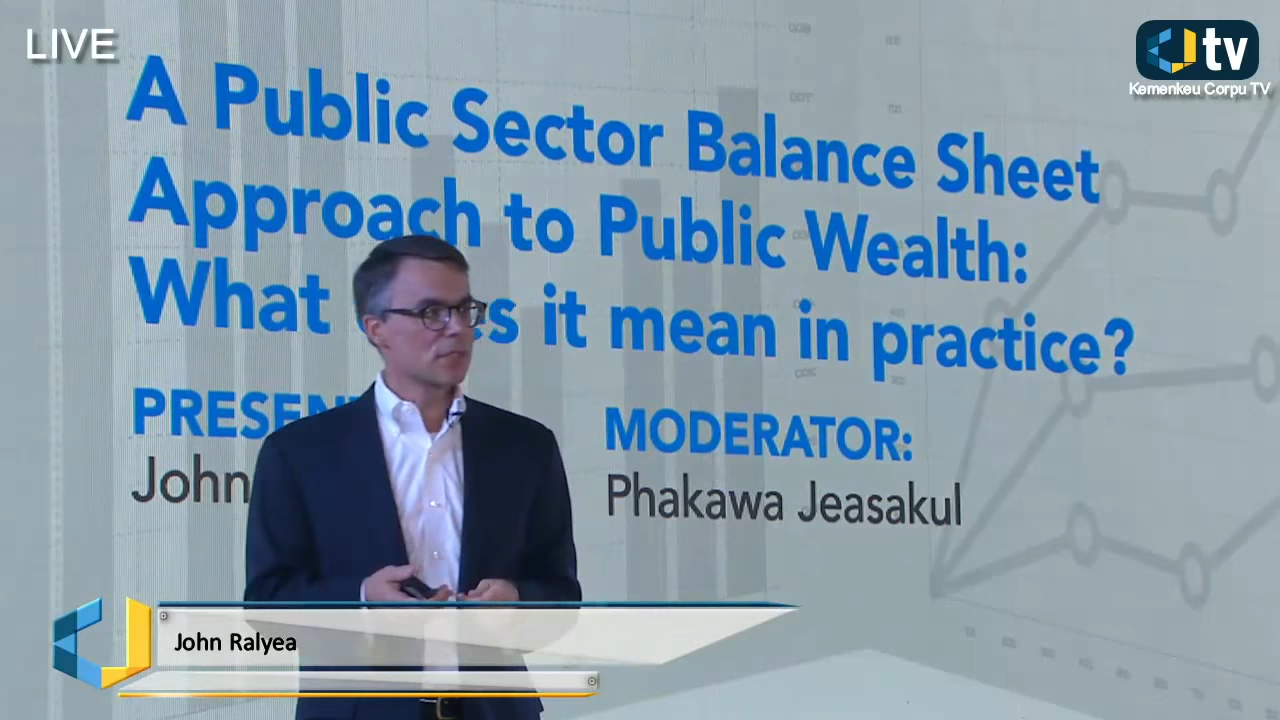 LIVE
tv
Kemenkeu Corpu TV
A Public Sector Balance Sheet
Approach to Public Wealth:
What it mean in practice?
MODERATOR:
John
Phakawa Jeasakul
John Ralyea